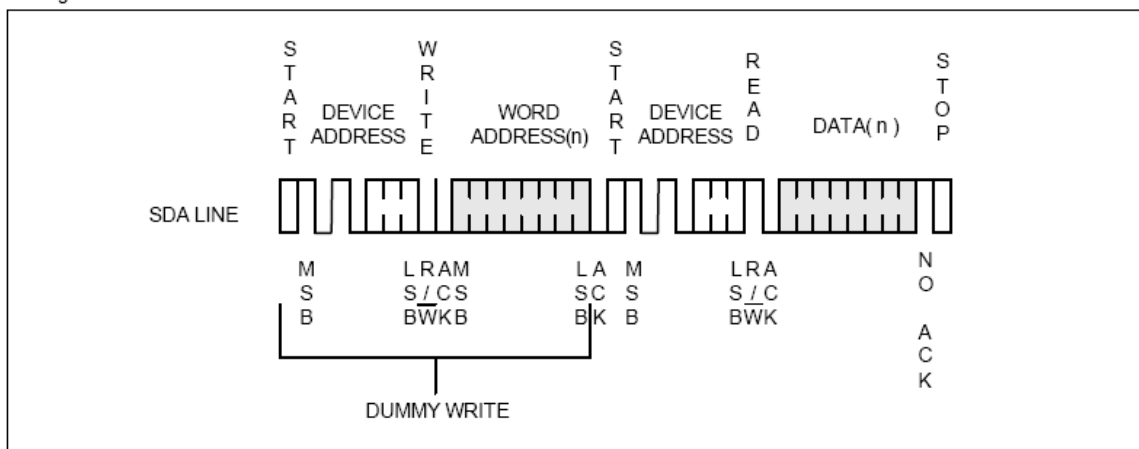 START
DEVICE
ADDRESS
WRITE
WORD
ADDRESS(n)
START
DEVICE
ADDRESS
READ
DATA( n )
STOP
SDA LINE
MSB
LSB
R/W
ACK
MSB
LSB
ACK
MSB
LSB
R/W
ACK
NO ACK
DUMMY WRITE